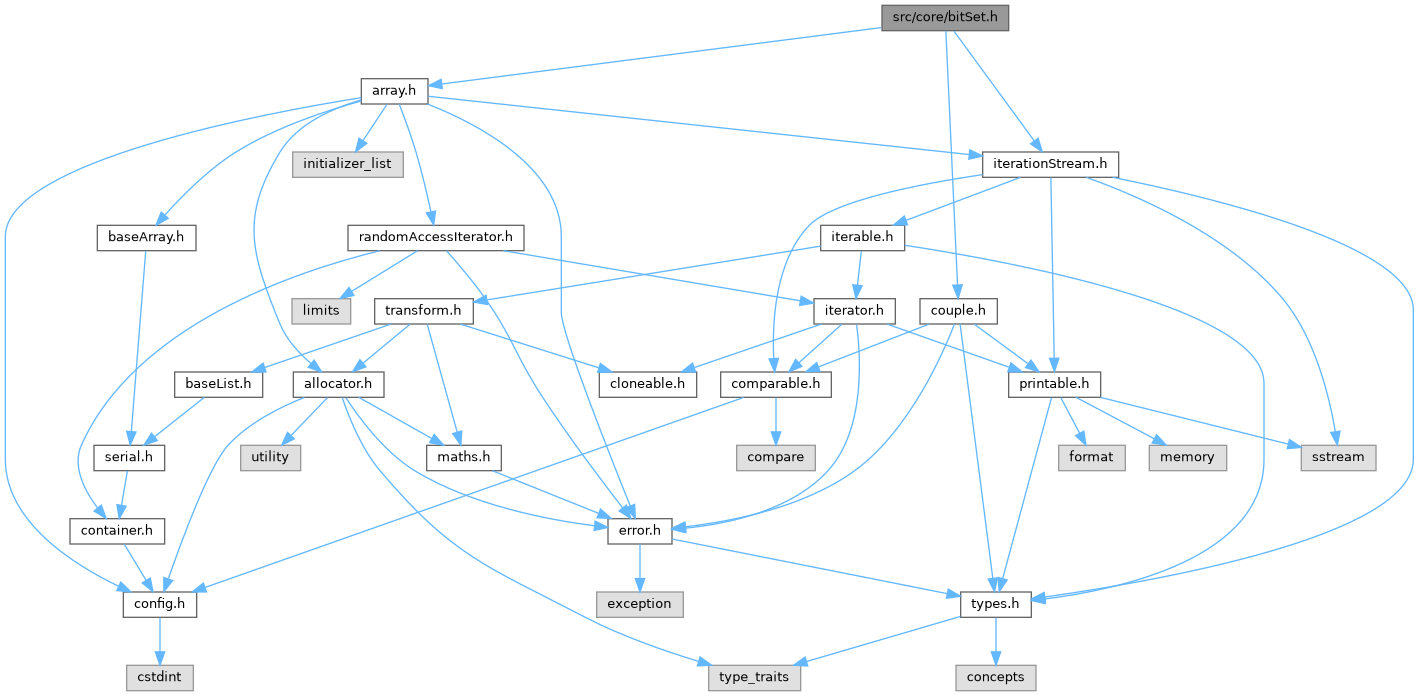 src/core/bitSet.h
array.h
initializer_list
iterationStream.h
baseArray.h
randomAccessIterator.h
iterable.h
limits
transform.h
iterator.h
couple.h
baseList.h
allocator.h
cloneable.h
comparable.h
printable.h
serial.h
utility
maths.h
compare
format
memory
sstream
container.h
error.h
config.h
exception
types.h
cstdint
type_traits
concepts